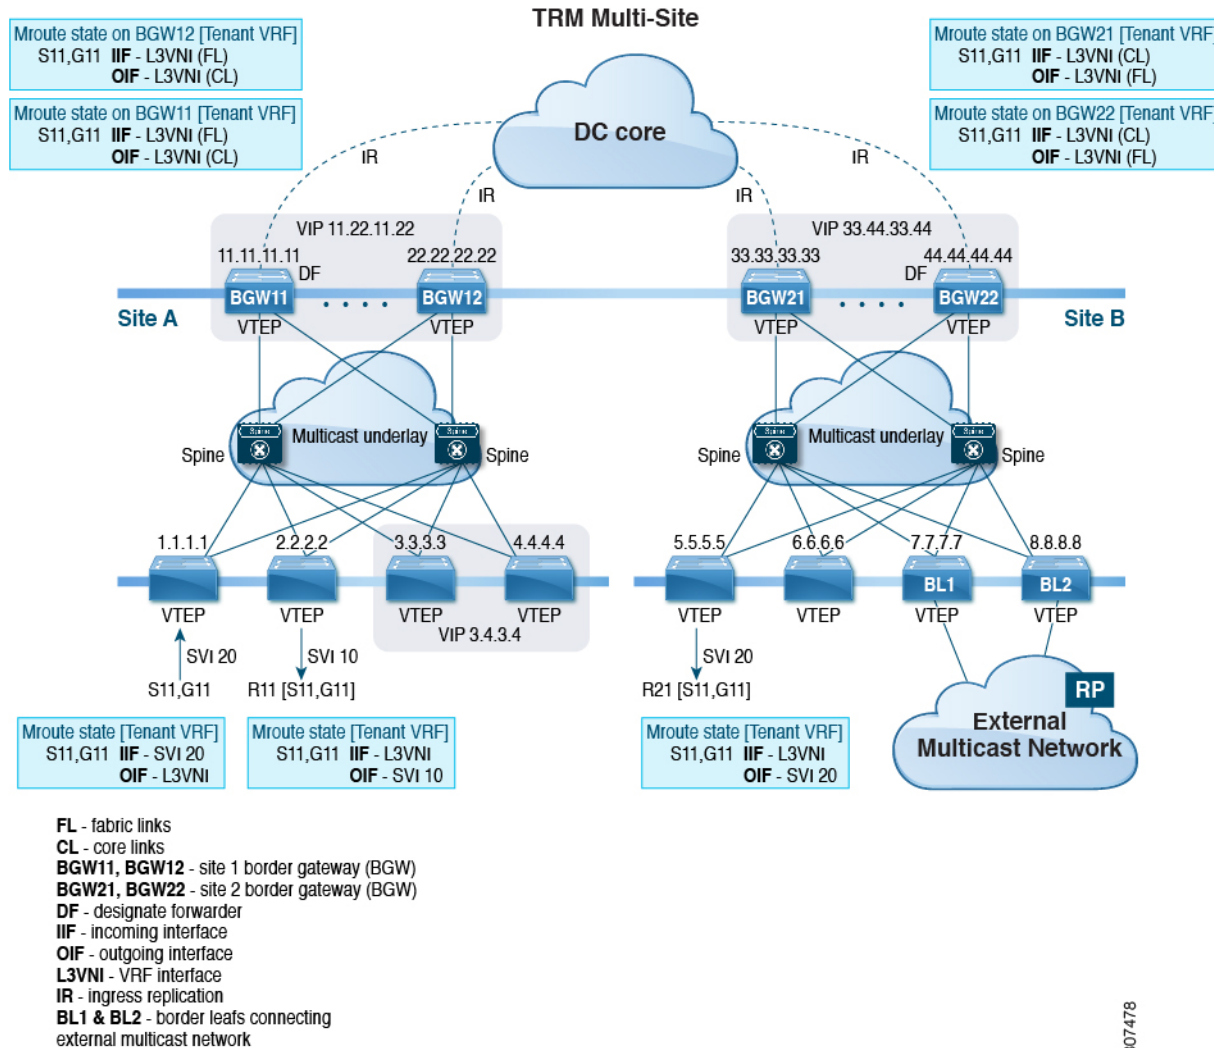 TRM Multi-Site
Mroute state on BGW12 [Tenant VRF]
S11,G11 IIF - L3VNI (FL)
OIF - L3VNI (CL)
Mroute state on BGW11 [Tenant VRF]
S11,G11 IIF - L3VNI (FL)
OIF - L3VNI (CL)
Mroute state on BGW21 [Tenant VRF]
S11,G11 IIF - L3VNI (CL)
OIF - L3VNI (FL)
Mroute state on BGW22 [Tenant VRF]
S11,G11 IIF - L3VNI (CL)
OIF - L3VNI (FL)
DC core
IR
IR
IR
IR
VIP 11.22.11.22
VIP 33.44.33.44
11.11.11.11
22.22.22.22
33.33.33.33
44.44.44.44
DF
DF
BGW11
BGW12
BGW21
BGW22
Site A
Site B
VTEP
VTEP
VTEP
VTEP
Spine
Spine
Spine
Spine
Multicast underlay
Multicast underlay
Spine
Spine
Spine
Spine
1.1.1.1
2.2.2.2
3.3.3.3
4.4.4.4
5.5.5.5
6.6.6.6
7.7.7.7
8.8.8.8
BL1
BL2
VTEP
VTEP
VTEP
VTEP
VTEP
VTEP
VTEP
VTEP
VIP 3.4.3.4
SVI 20
SVI 10
SVI 20
S11,G11
R11 [S11,G11]
R21 [S11,G11]
RP
External
Multicast Network
Mroute state [Tenant VRF]
S11,G11 IIF - SVI 20
OIF - L3VNI
Mroute state [Tenant VRF]
S11,G11 IIF - L3VNI
OIF - SVI 10
Mroute state [Tenant VRF]
S11,G11 IIF - L3VNI
OIF - SVI 20
FL - fabric links
CL - core links
BGW11, BGW12 - site 1 border gateway (BGW)
BGW21, BGW22 - site 2 border gateway (BGW)
DF - designate forwarder
IIF - incoming interface
OIF - outgoing interface
L3VNI - VRF interface
IR - ingress replication
BL1 & BL2 - border leafs connecting
external multicast network